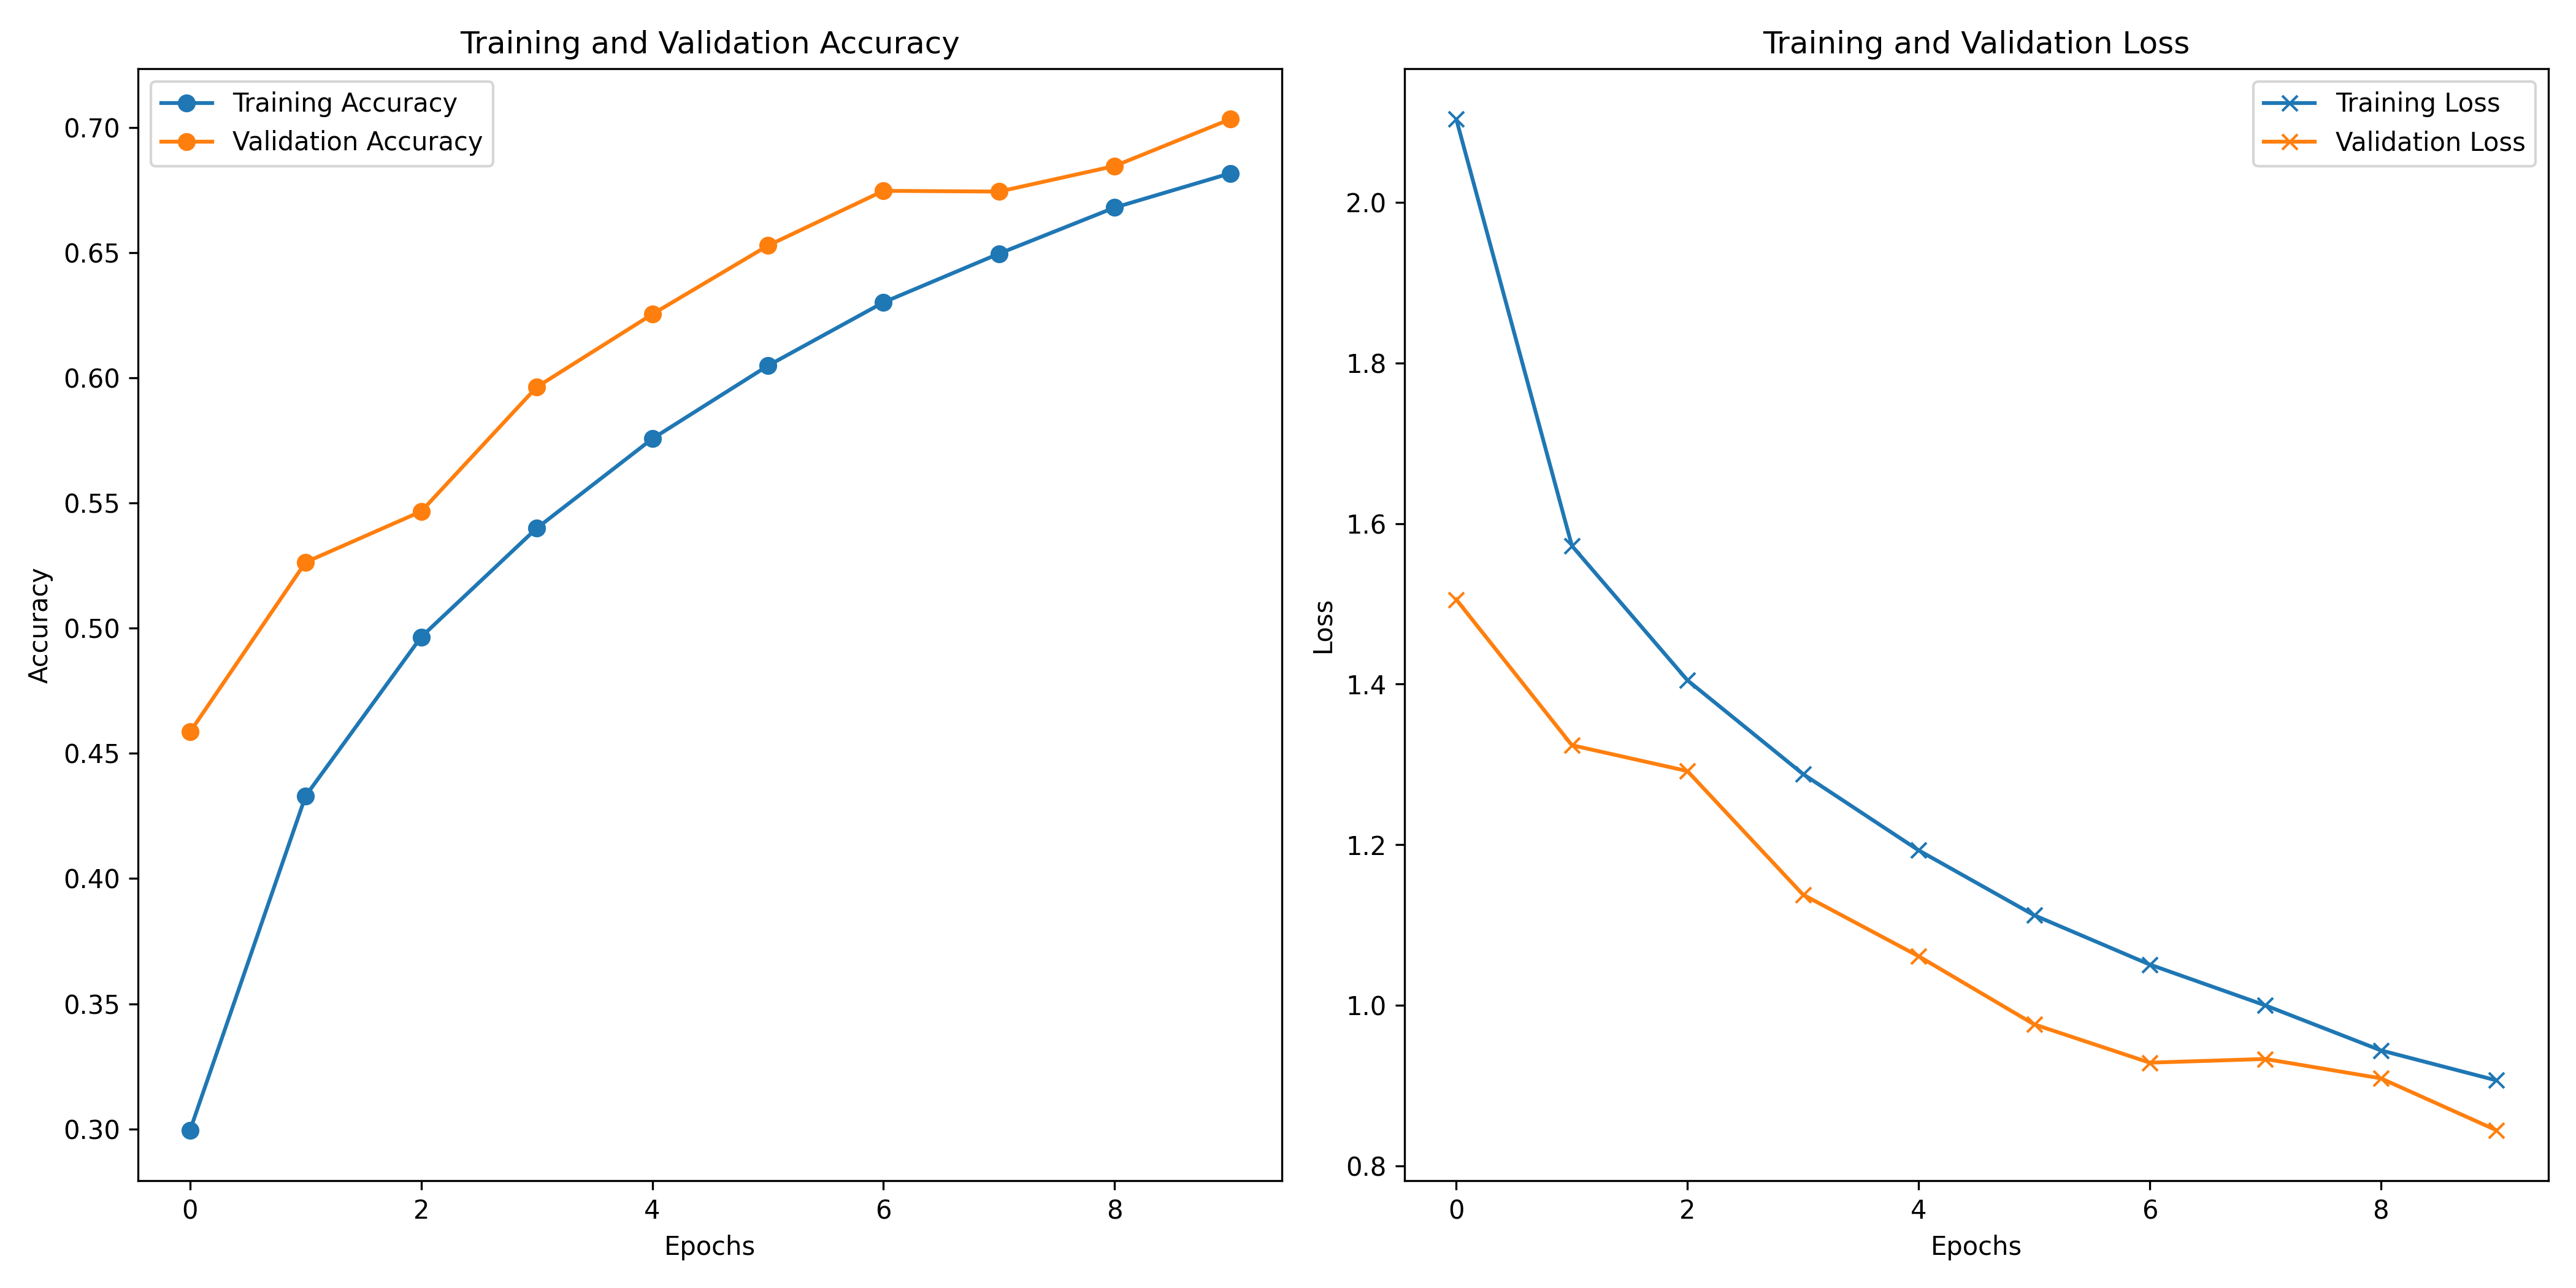 Training and Validation Accuracy
Training Accuracy
Validation Accuracy
0.70
0.65
0.60
0.55
0.50
0.45
0.40
0.35
0.30
Accuracy
0 2 4 6 8
Epochs
Training and Validation Loss
Training Loss
Validation Loss
2.0
1.8
1.6
1.4
1.2
1.0
0.8
Loss
0 2 4 6 8
Epochs